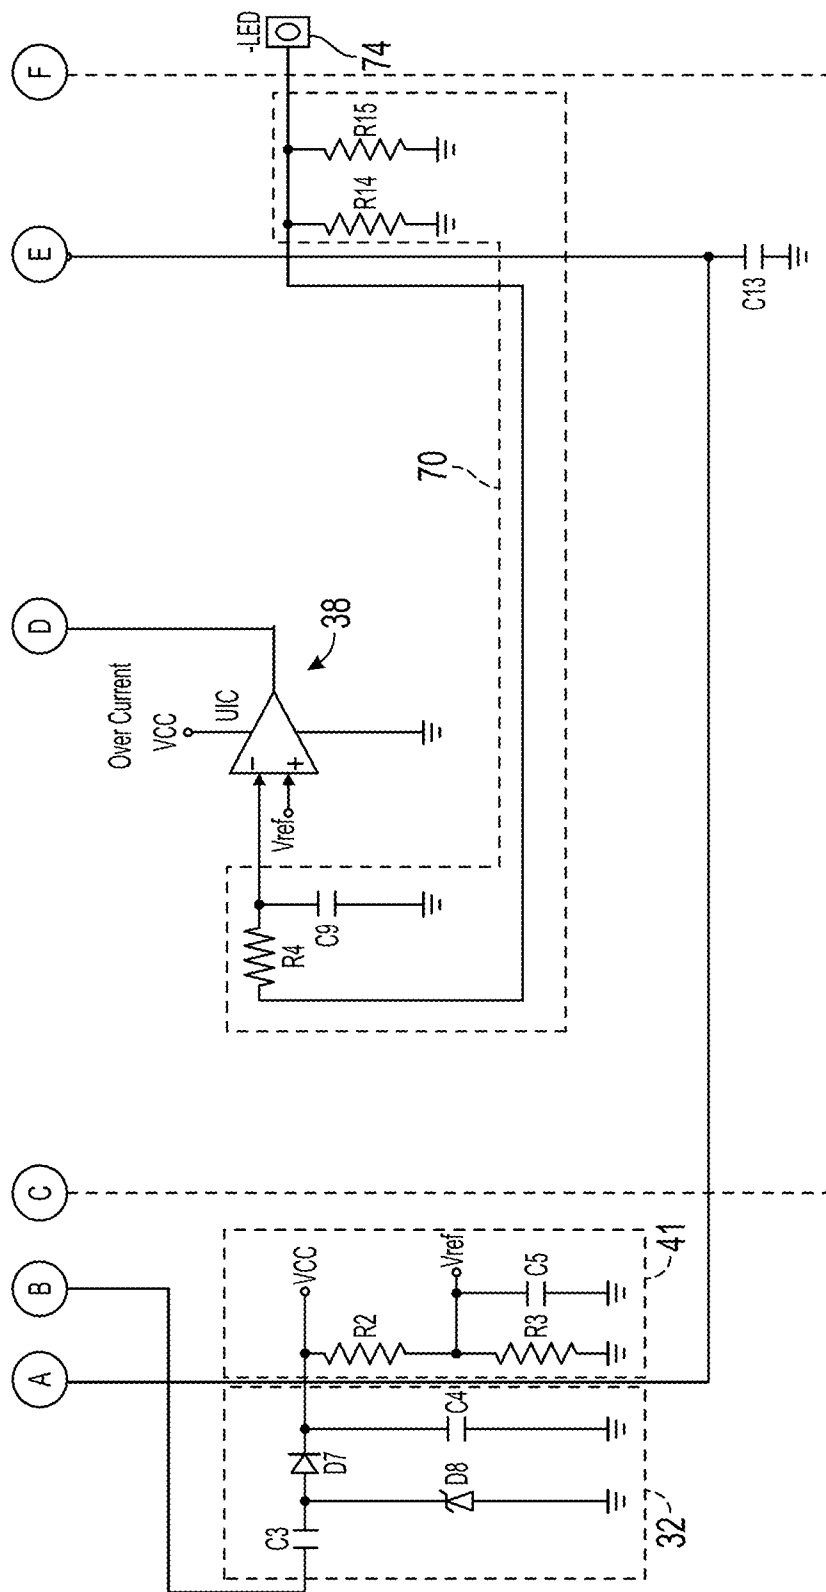 A
B
C
D
E
F
C3
D7
D8
C4
32
VCC
R2
Vref
R3
C5
41
R4
C9
Over Current
VCC
UIC
-
+
Vref
38
70
R14
R15
-LED
74
C13